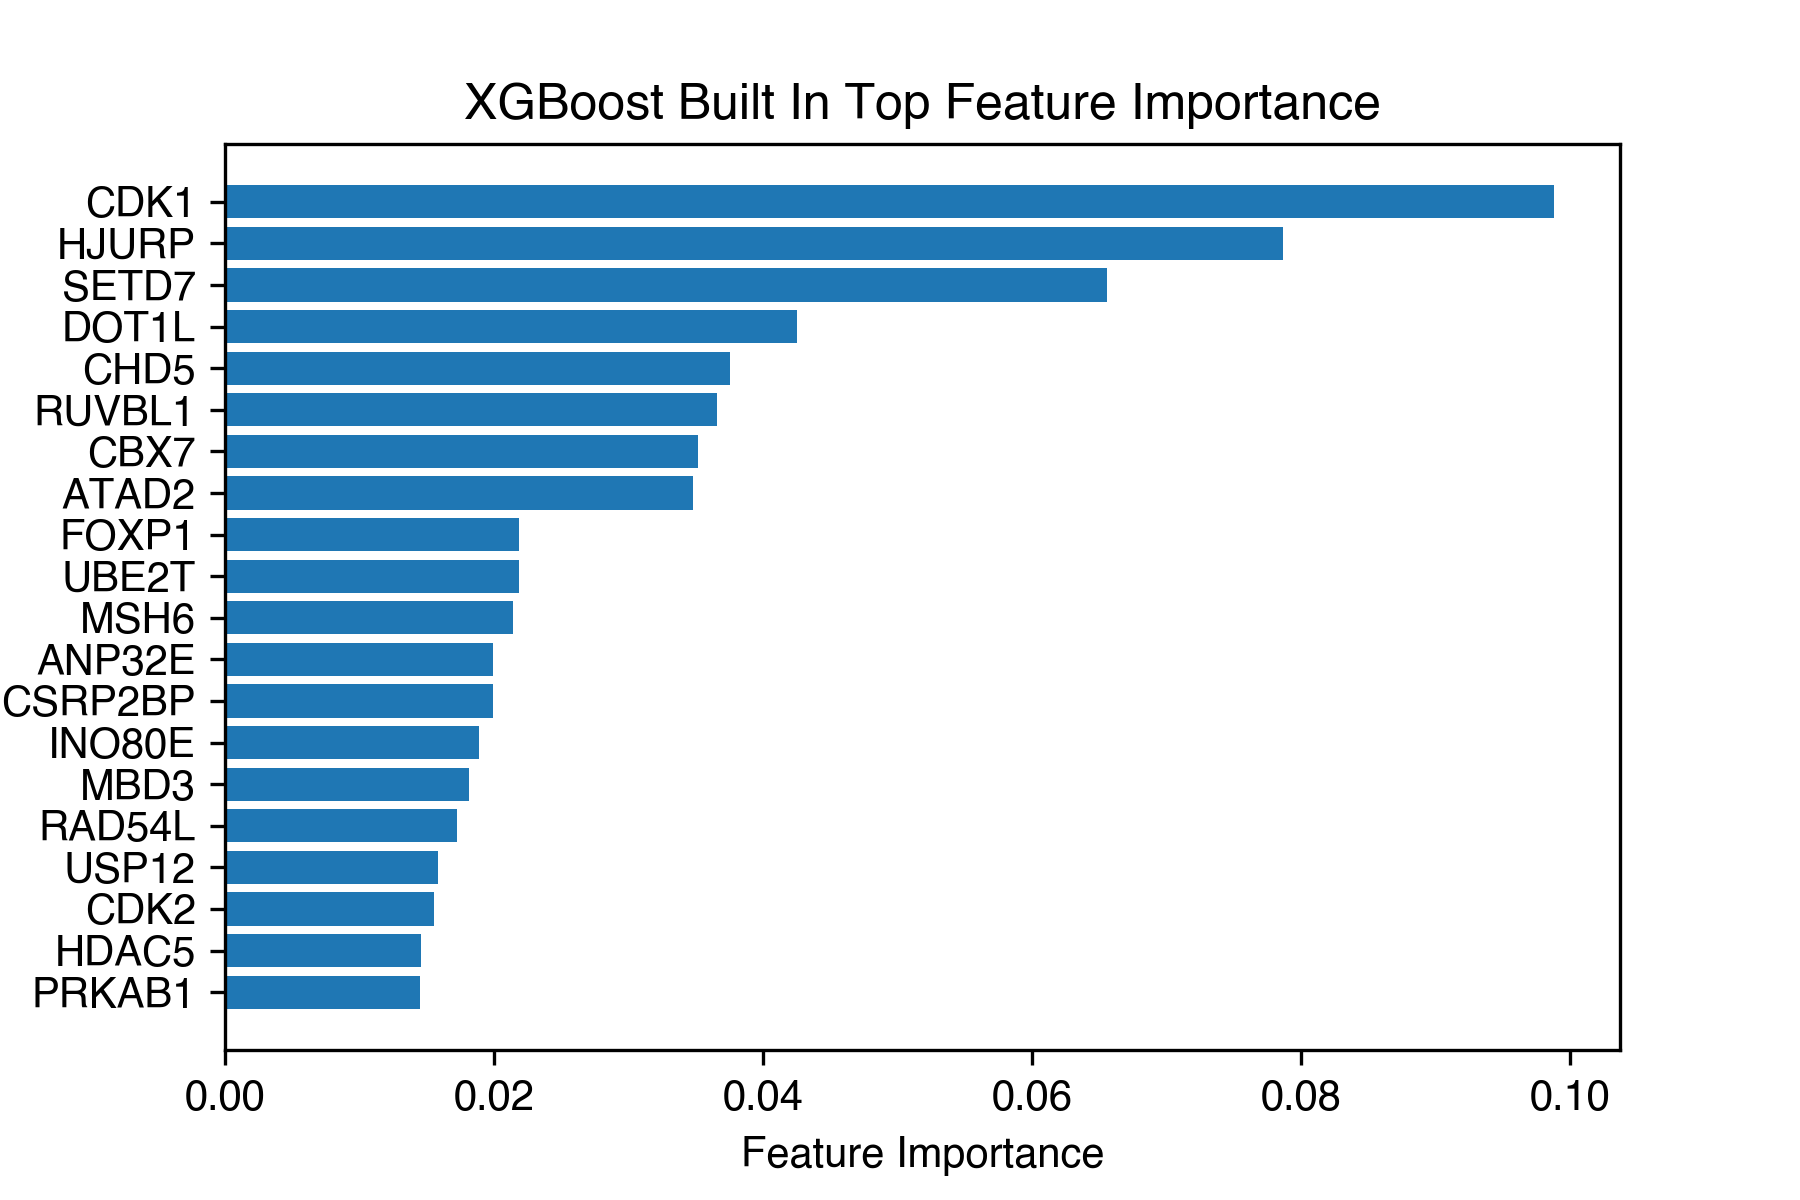 XGBoost Built In Top Feature Importance
CDK1
HJURP
SETD7
DOT1L
CHD5
RUVBL1
CBX7
ATAD2
FOXP1
UBE2T
MSH6
ANP32E
CSRP2BP
INO80E
MBD3
RAD54L
USP12
CDK2
HDAC5
PRKAB1
0.00 0.02 0.04 0.06 0.08 0.10
Feature Importance